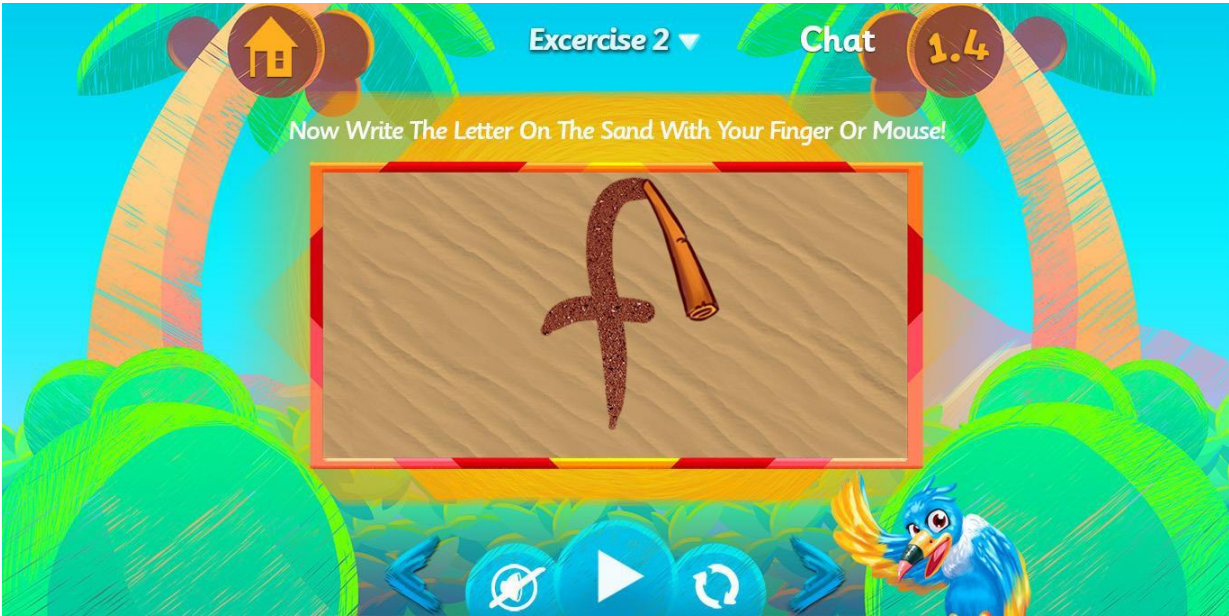 Excercise 2
Chat
1.4
Now Write The Letter On The Sand With Your Finger Or Mouse!
f